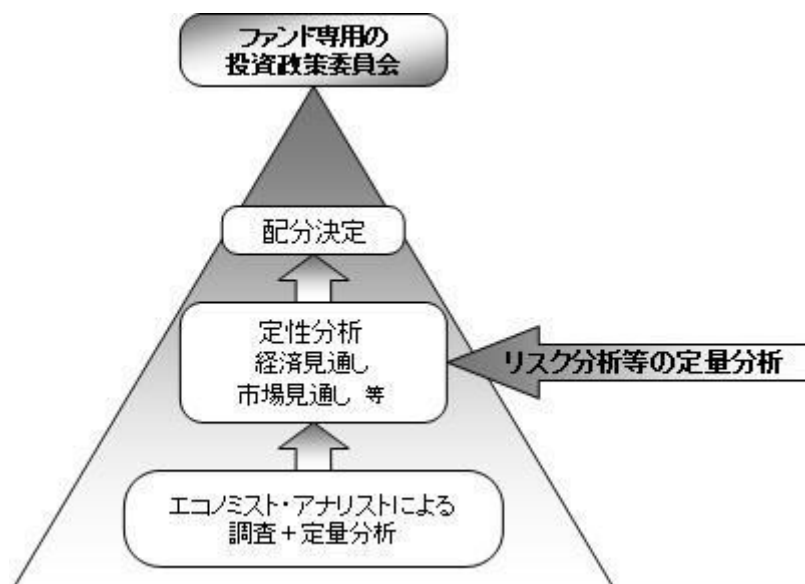 ファンド専用の
投資政策委員会
配分決定
定性分析
経済見通し
市場見通し 等
リスク分析等の定量分析
エコノミスト・アナリストによる
調査＋定量分析